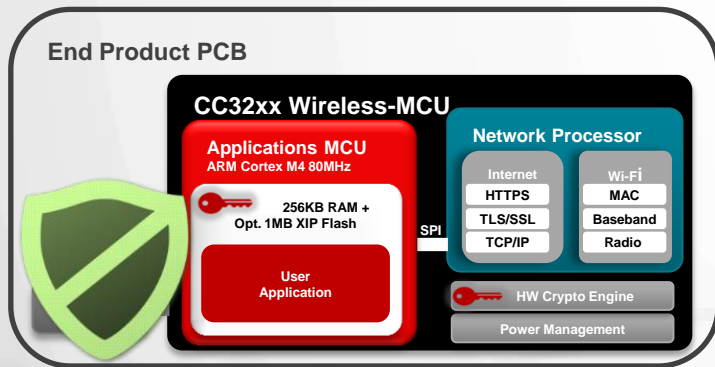 End Product PCB
CC32xx Wireless-MCU
Applications MCU
ARM Cortex M4 80MHz
256KB RAM +
Opt. 1MB XIP Flash
User
Application
SPI
Network Processor
Internet
HTTPS
TLS/SSL
TCP/IP
Wi-Fi
MAC
Baseband
Radio
HW Crypto Engine
Power Management